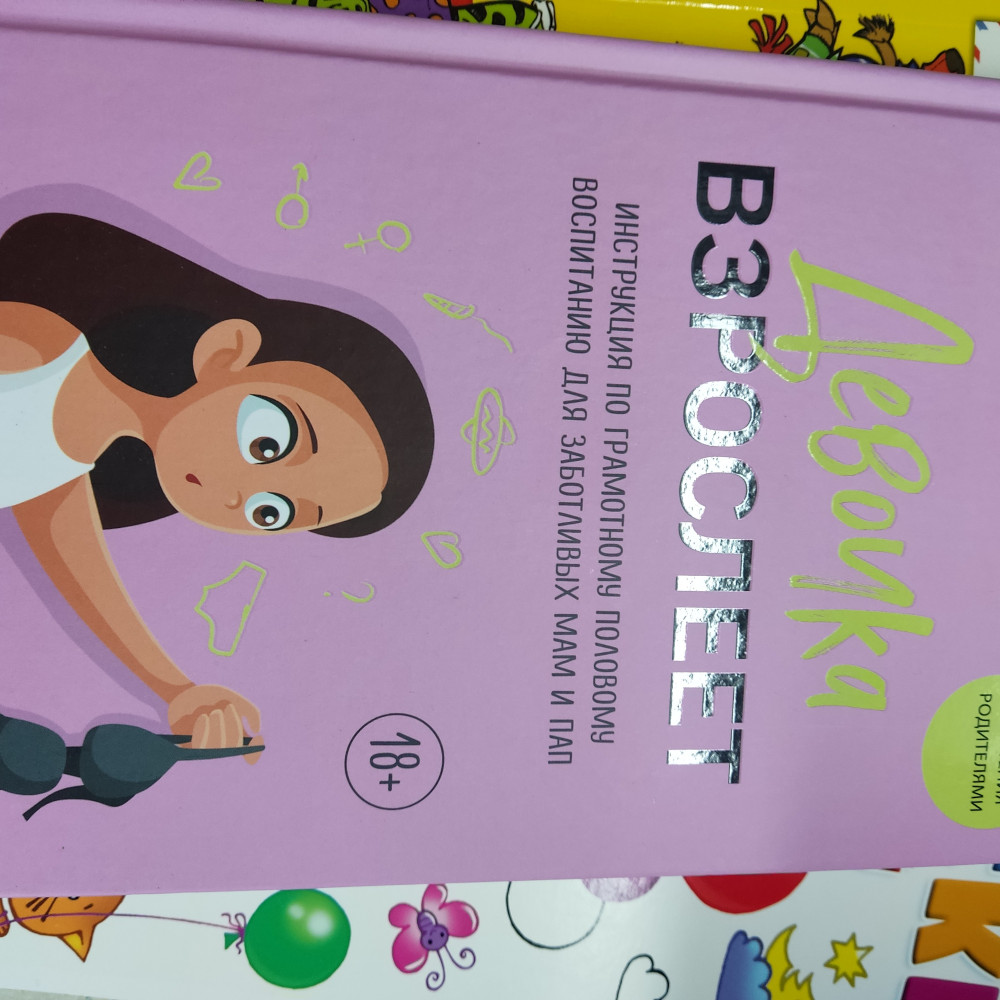 РОДИТЕЛЯМИ
Девочка
ВЗРОСЛЕЕТ
ИНСТРУКЦИЯ ПО ГРАМОТНОМУ ПОЛОВОМУ
ВОСПИТАНИЮ ДЛЯ ЗАБОТЛИВЫХ МАМ И ПАП
18+